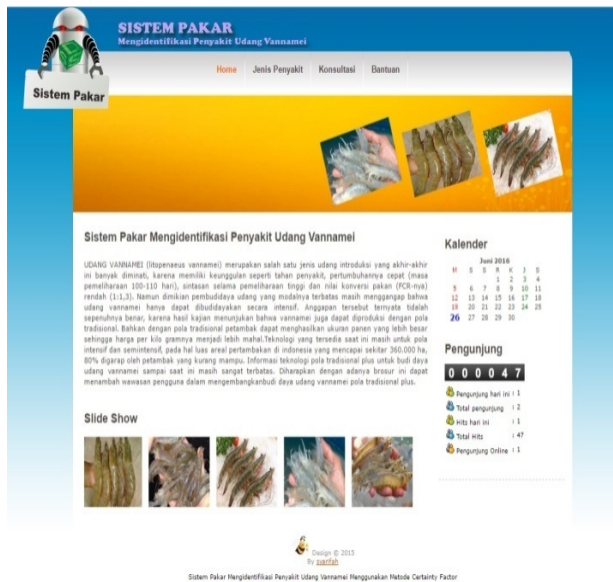 SISTEM PAKAR
Mengidentifikasi Penyakit Udang Vannamei
Sistem Pakar
Home Jenis Penyakit Konsultasi Bantuan
Sistem Pakar Mengidentifikasi Penyakit Udang Vannamei
UDANG VANNAMEI (litopenaeus vannamei) merupakan salah satu jenis udang introduksi yang akhir-akhir
ini banyak diminati, karena memiliki keunggulan seperti tahan penyakit, pertumbuhannya cepat (masa
pemeliharaan 100-110 hari), sintasan selama pemeliharaan tinggi dan nilai konversi pakan (FCR-nya)
rendah (1:1,3). Namun dimikian pembudidaya udang yang modalnya terbatas masih menggangap bahwa
udang vannamei hanya dapat dibudidayakan secara intensif. Anggapan tersebut ternyata tidalah
sepenuhnya benar, karena hasil kajian menunjukan bahwa vannamei juga dapat diproduksi dengan pola
tradisional. Bahkan dengan pola tradisional petambak dapat menghasilkan ukuran panen yang lebih besar
sehingga harga per kilo gramnya menjadi lebih mahal.Teknologi yang tersedia saat ini masih untuk pola
intensif dan semiintensif, pada hal luas areal pertambakan di indonesia yang mencapai sekiter 360.000 ha,
80% digarap oleh petambak yang kurang mampu. Informasi teknologi pola tradisional plus untuk budi daya
udang vannamei sampai saat ini masih sangat terbatas. Diharapkan dengan adanya brosur ini dapat
menambah wawasan pengguna dalam mengembangkanbudi daya udang vannamei pola tradisional plus.
Slide Show
Kalender
Juni 2016
M S S R K J S
1 2 3 4
5 6 7 8 9 10 11
12 13 14 15 16 17 18
19 20 21 22 23 24 25
26 27 28 29 30
Pengunjung
000047
Pengunjung hari ini : 1
Total pengunjung : 2
Hits hari ini : 1
Total Hits : 47
Pengunjung Online : 1
Design © 2015
By syarifah
Sistem Pakar Mengidentifikasi Penyakit Udang Vannamei Menggunakan Metode Certainty Factor